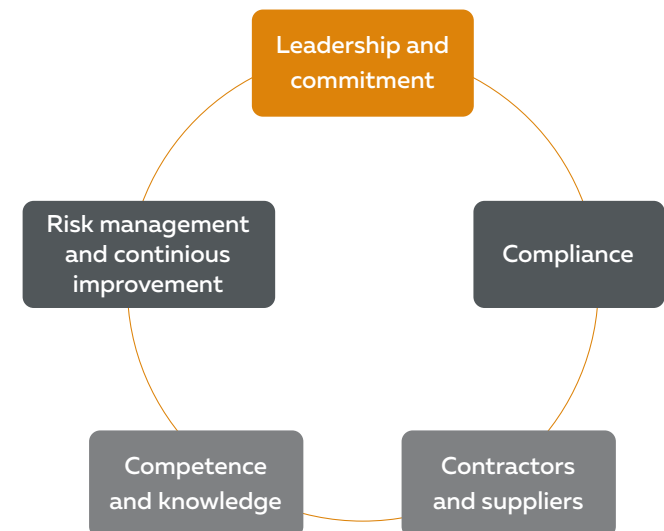 Leadership and
commitment
Risk management
and continious
improvement
Compliance
Competence
and knowledge
Contractors
and suppliers